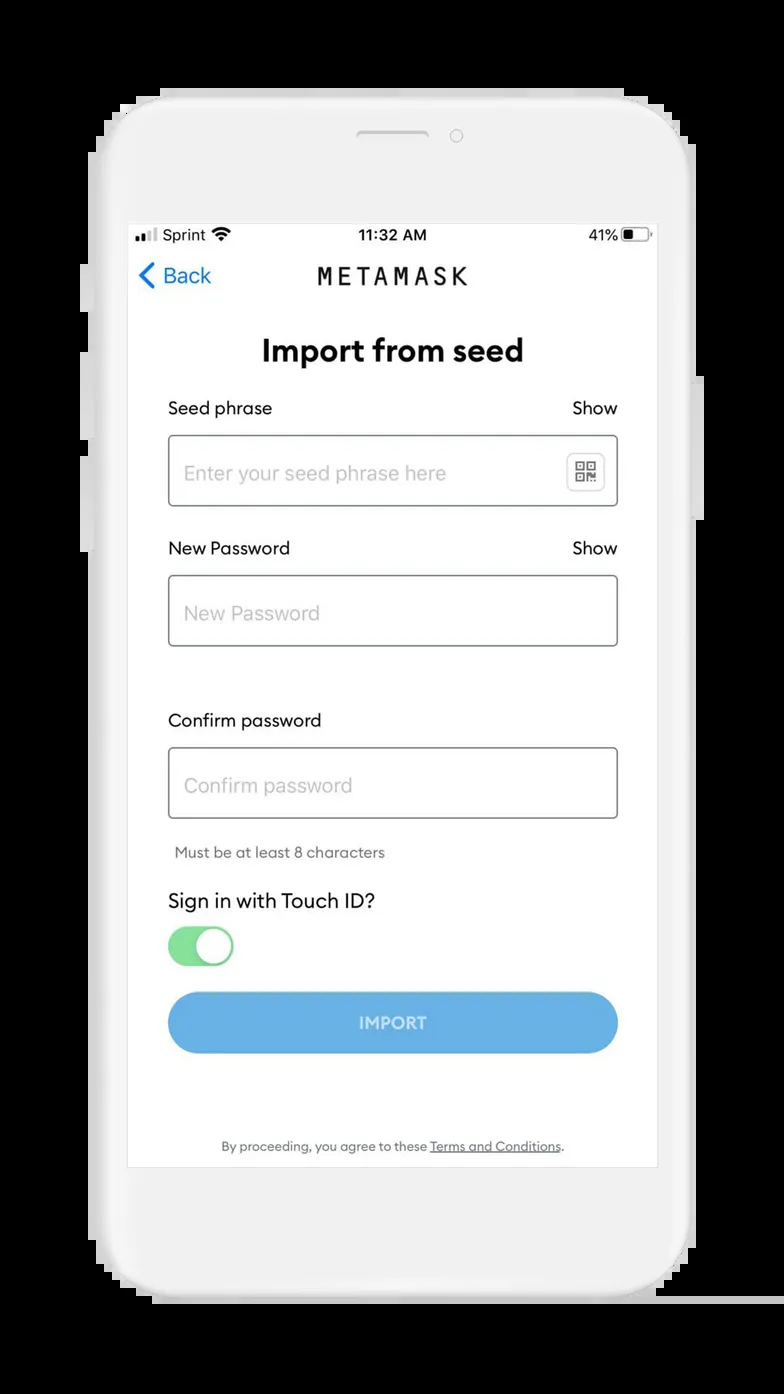 Sprint 11:32 AM 41%
Back METAMASK
Import from seed
Seed phrase Show
Enter your seed phrase here
New Password Show
New Password
Confirm password
Confirm password
Must be at least 8 characters
Sign in with Touch ID?
IMPORT
By proceeding, you agree to these Terms and Conditions.